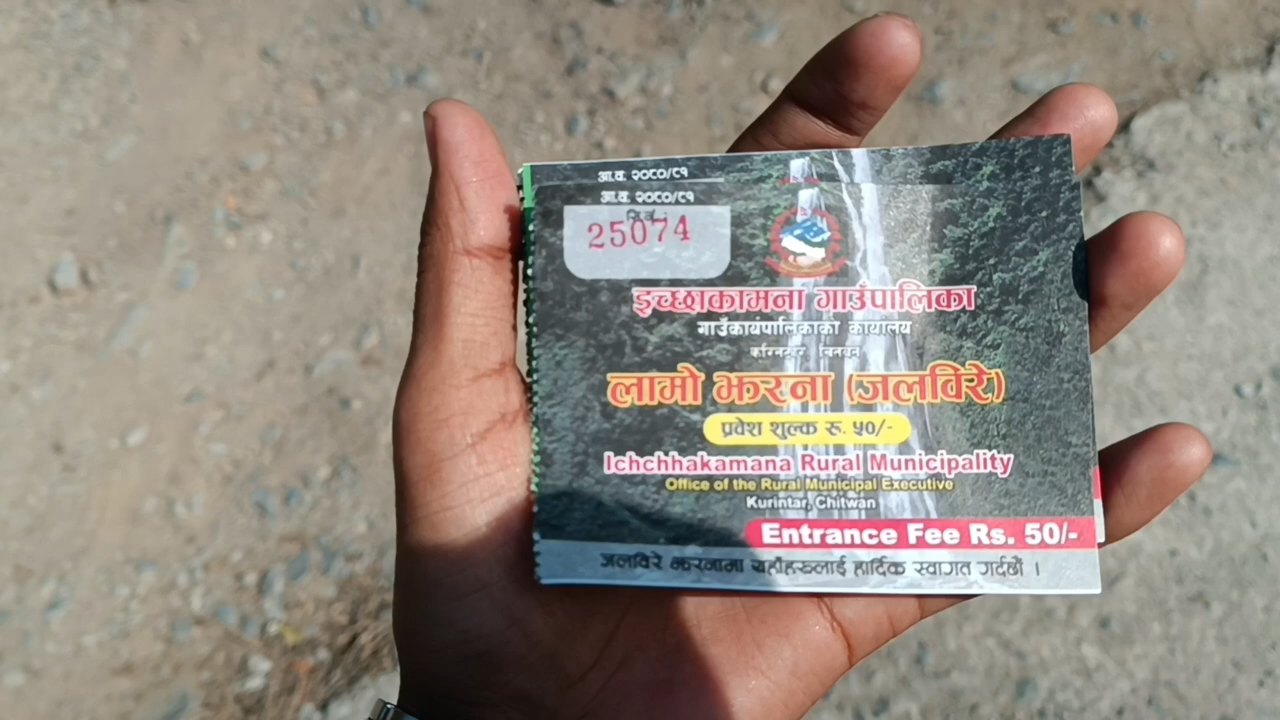 आ.व. २०८०/८१
आ.व. २०८०/८१
25074
इच्छाकामना गाउँपालिका
गाउँकार्यपालिकाको कार्यालय
लामो झरना (जलविरे)
प्रवेश शुल्क रु. ५०/-
Ichchhakamana Rural Municipality
Office of the Rural Municipal Executive
Kurintar, Chitwan
Entrance Fee Rs. 50/-
जलविरे झरनामा यहाँहरुलाई हार्दिक स्वागत गर्दछौं ।